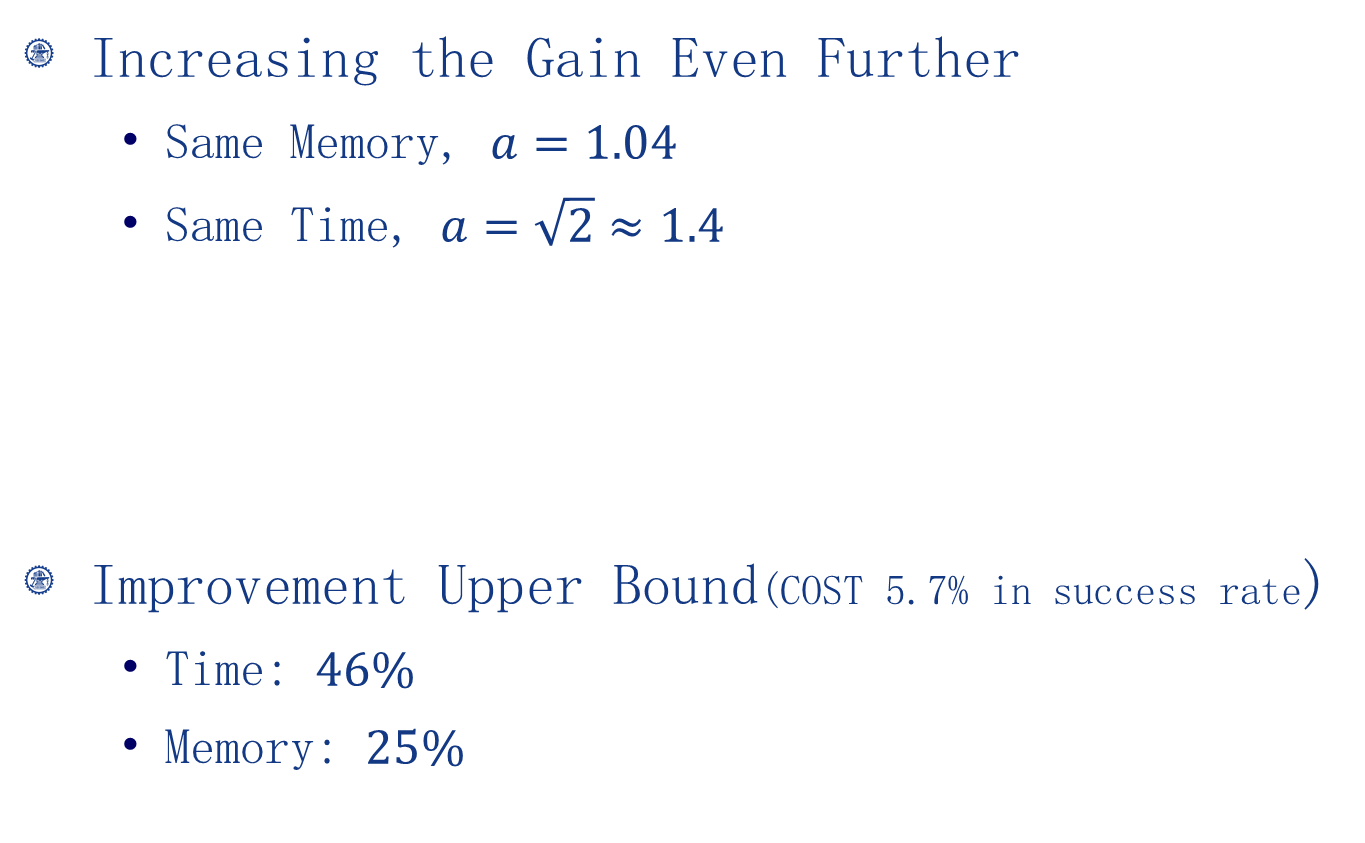 Increasing the Gain Even Further
• Same Memory, a = 1.04
• Same Time, a = √2 ≈ 1.4
Improvement Upper Bound(COST 5.7% in success rate)
• Time: 46%
• Memory: 25%